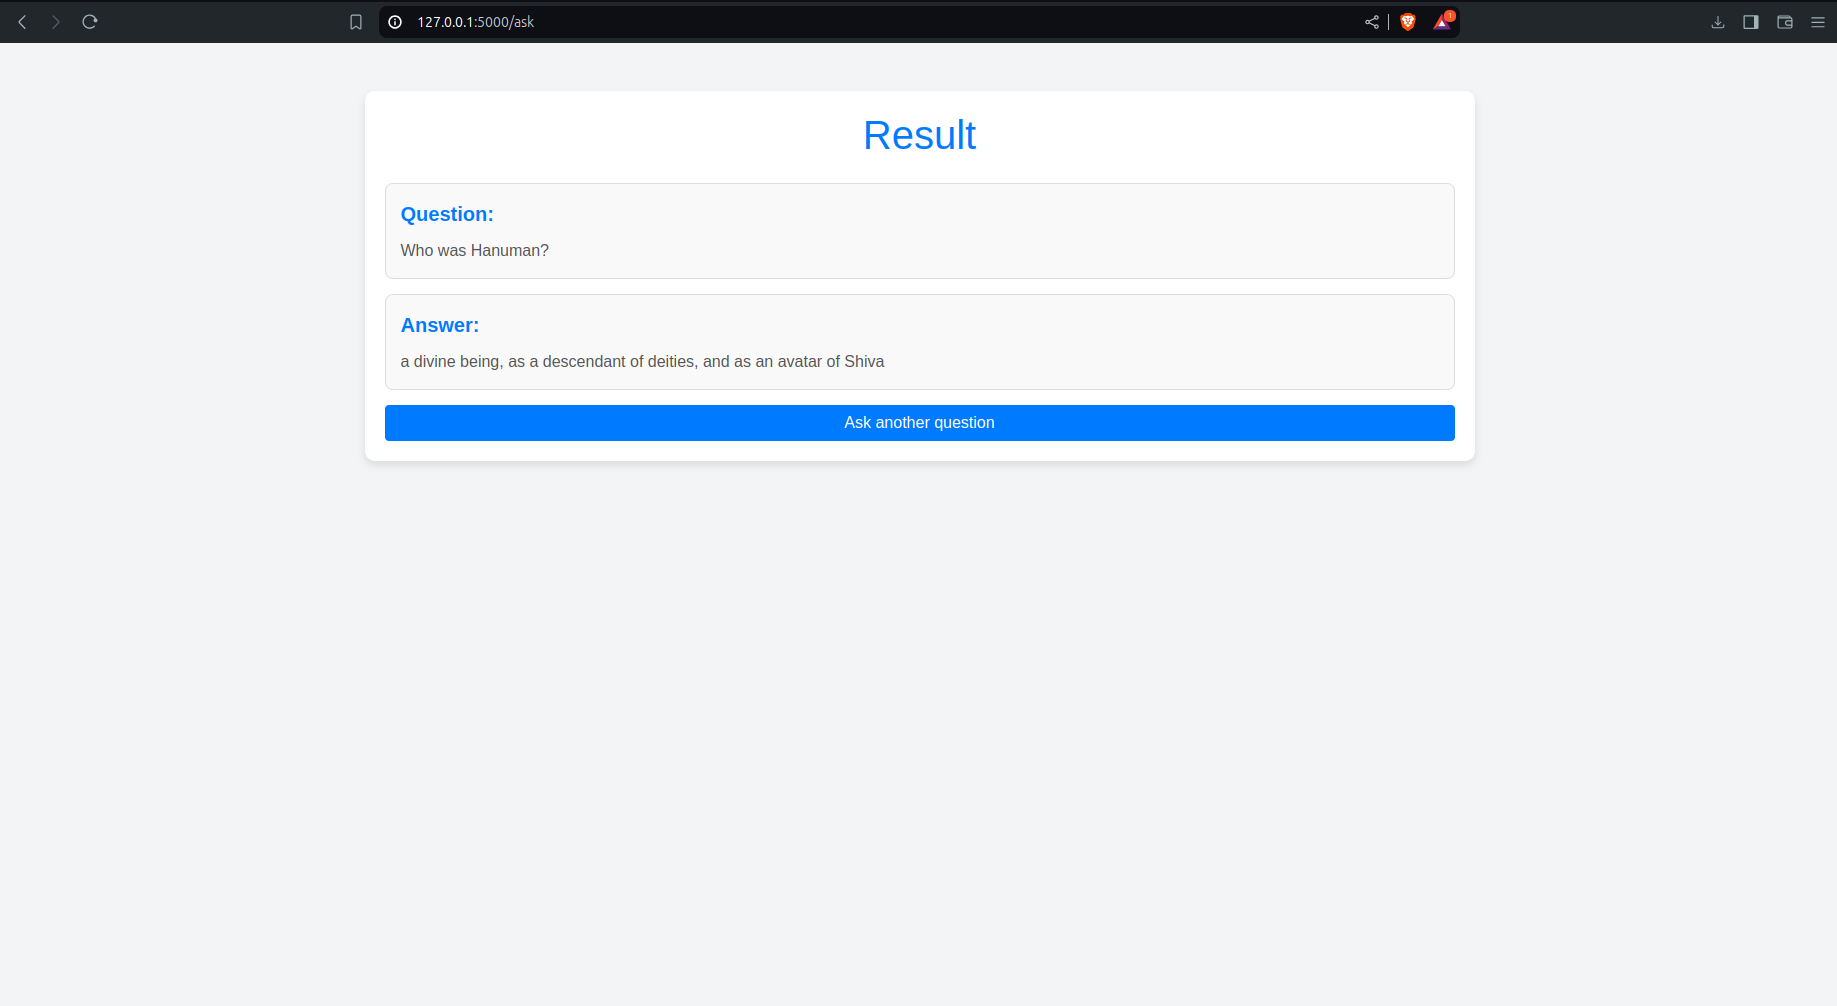 127.0.0.1:5000/ask
1
Result
Question:
Who was Hanuman?
Answer:
a divine being, as a descendant of deities, and as an avatar of Shiva
Ask another question